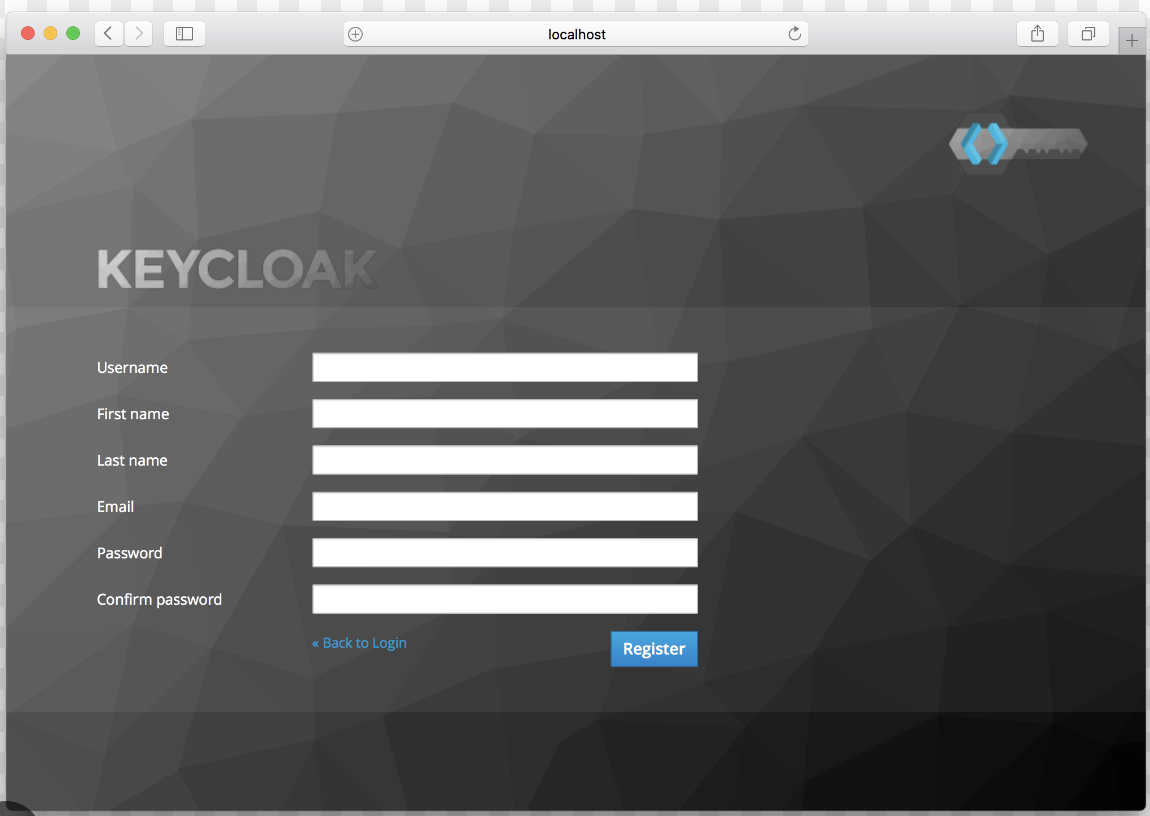 localhost
KEYCLOAK
Username
First name
Last name
Email
Password
Confirm password
« Back to Login
Register